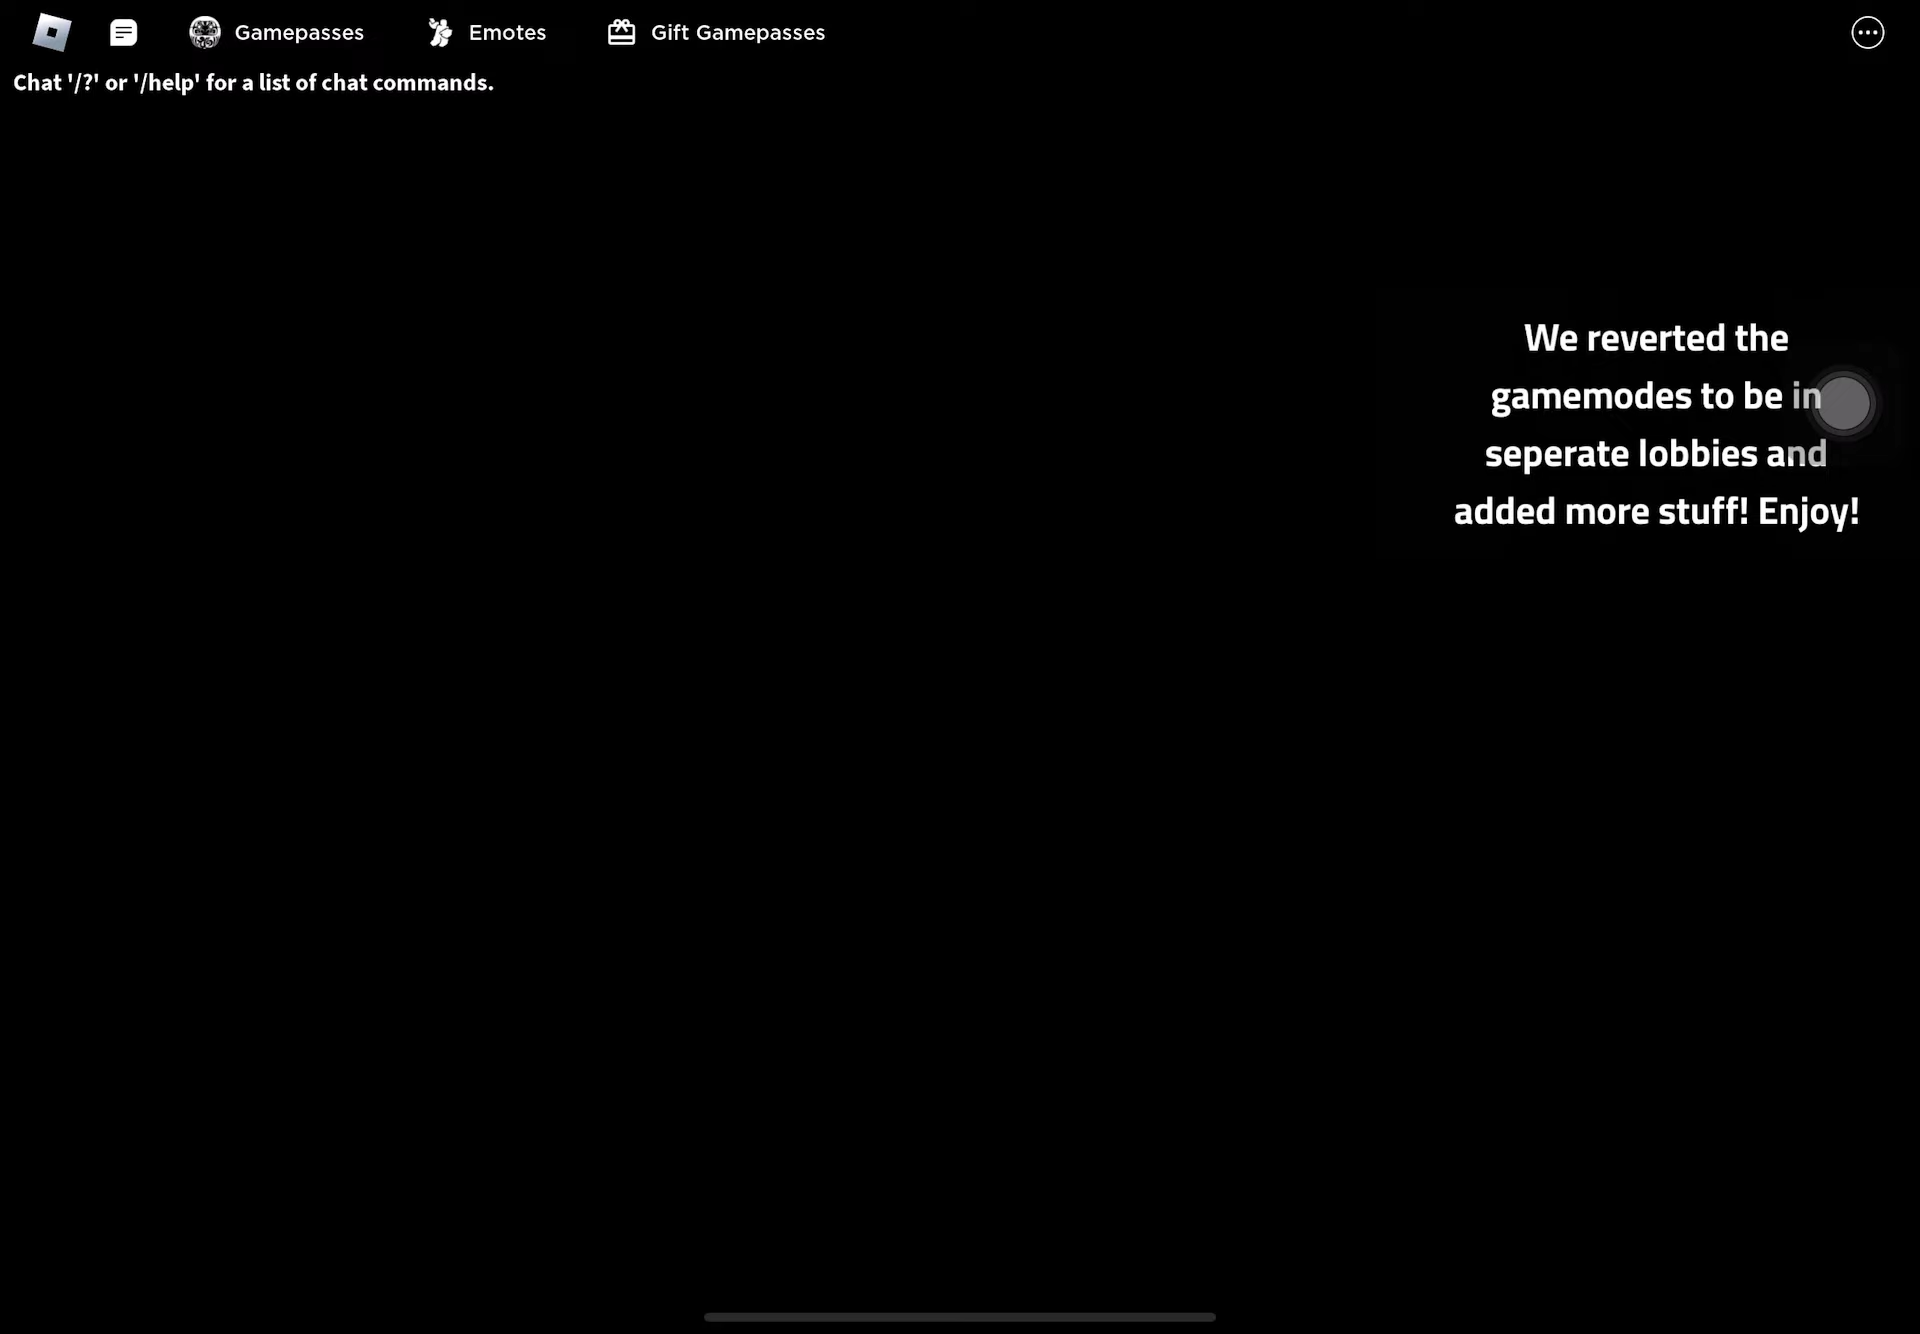 Gamepasses
Emotes
Gift Gamepasses
Chat '/?' or '/help' for a list of chat commands.
We reverted the
gamemodes to be in
seperate lobbies and
added more stuff! Enjoy!